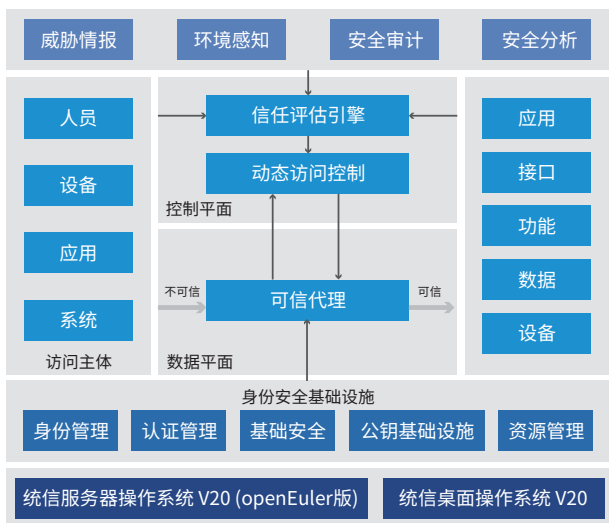 威胁情报
环境感知
安全审计
安全分析
人员
设备
应用
系统
访问主体
信任评估引擎
动态访问控制
控制平面
不可信
可信代理
可信
数据平面
应用
接口
功能
数据
设备
身份安全基础设施
身份管理
认证管理
基础安全
公钥基础设施
资源管理
统信服务器操作系统 V20 (openEuler版)
统信桌面操作系统 V20